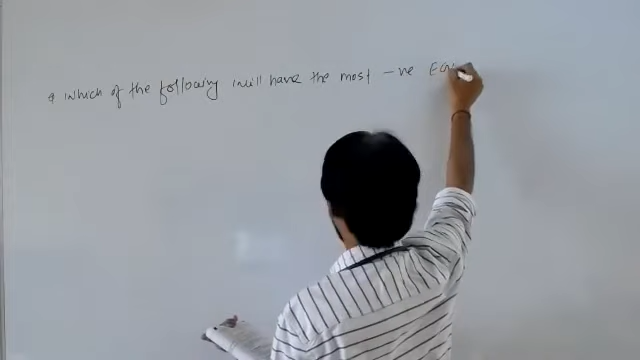 * which of the following will have the most -ve